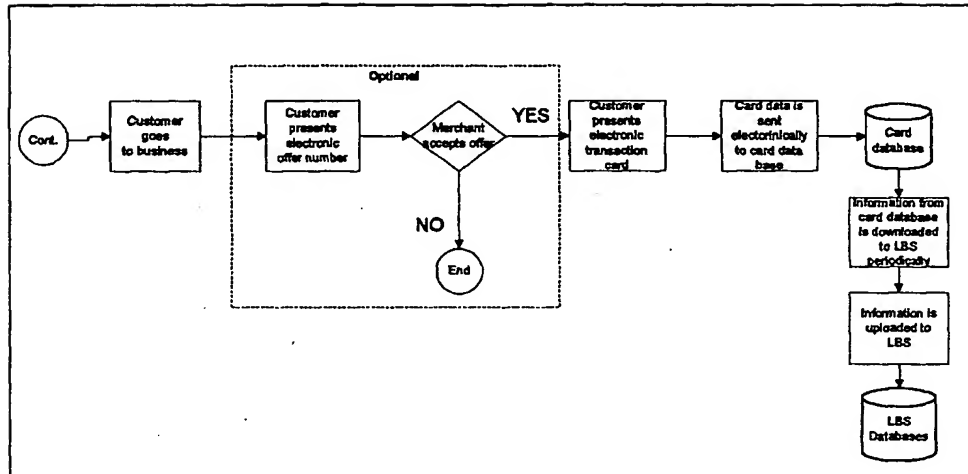 Optional
Cont.
Customer
goes
to business
Customer
presents
electronic
offer number
Merchant
accepts offer
YES
NO
End
Customer
presents
electronic
transaction
card
Card data is
sent
electorinically
to card data
base
Card
database
Information from
card database
is downloaded
to LBS
periodically
Information is
uploaded to
LBS
LBS
Databases